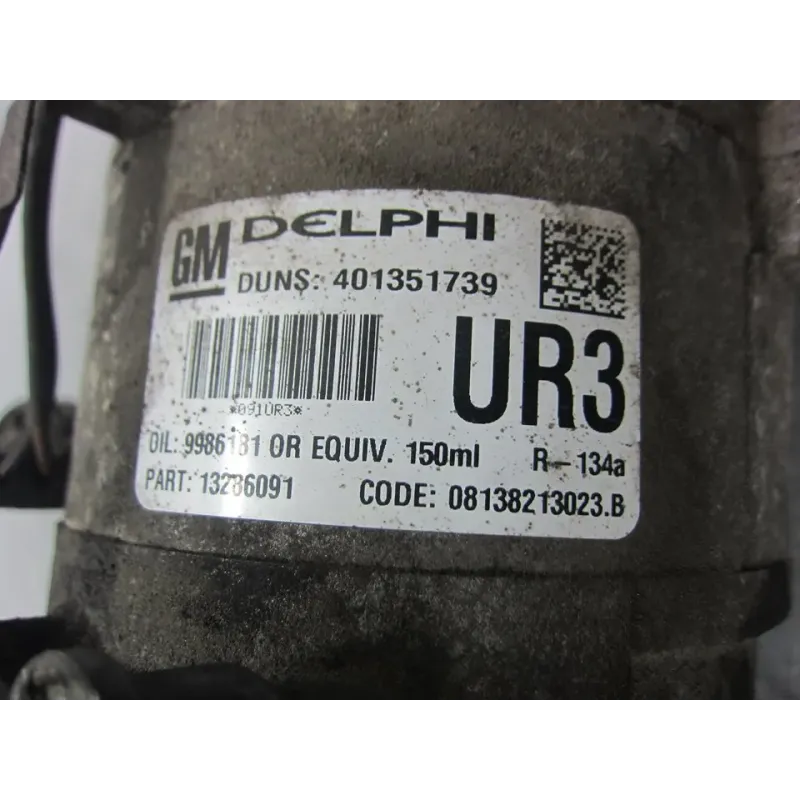 GM DELPHI
DUNS: 401351739
UR3
*091UR3*
OIL: 9986181 OR EQUIV. 150ml R-134a
PART: 13286091 CODE: 08138213023.B